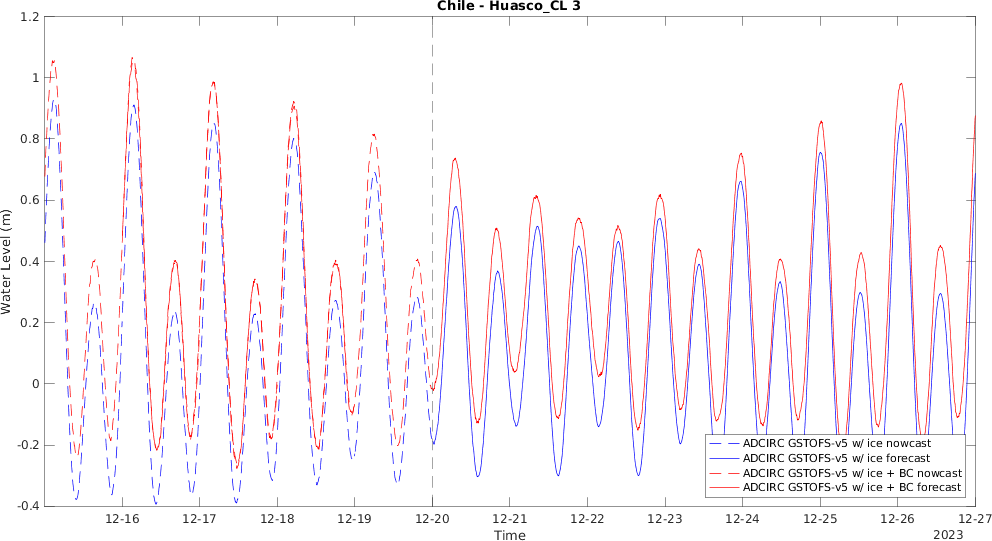 Chile - Huasco_CL 3
Water Level (m)
1.2
1
0.8
0.6
0.4
0.2
0
-0.2
-0.4
ADCIRC GSTOFS-v5 w/ ice nowcast
ADCIRC GSTOFS-v5 w/ ice forecast
ADCIRC GSTOFS-v5 w/ ice + BC nowcast
ADCIRC GSTOFS-v5 w/ ice + BC forecast
12-16 12-17 12-18 12-19 12-20 12-21 12-22 12-23 12-24 12-25 12-26 12-27
Time
2023